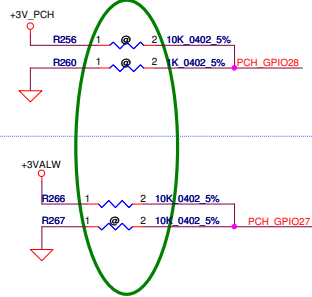 +3V_PCH
R256 1 @ 2 10K_0402_5%
R260 1 @ 2 1K_0402_5% PCH_GPIO28
+3VALW
R266 1 2 10K_0402_5%
R267 1 @ 2 10K_0402_5% PCH_GPIO27